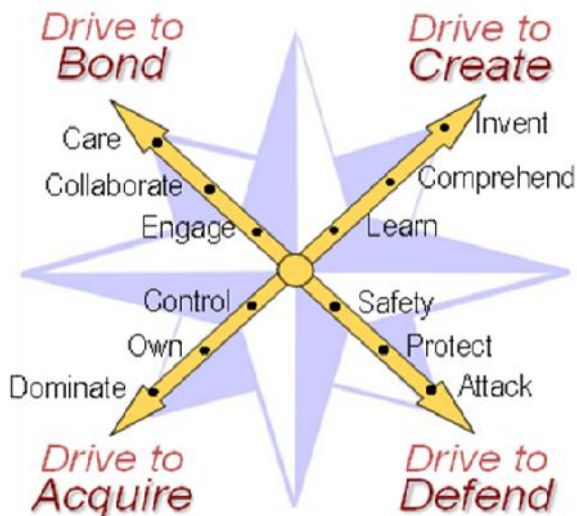 Drive to
Bond
Drive to
Create
Care
Collaborate
Engage
Invent
Comprehend
Learn
Control
Own
Dominate
Safety
Protect
Attack
Drive to
Acquire
Drive to
Defend